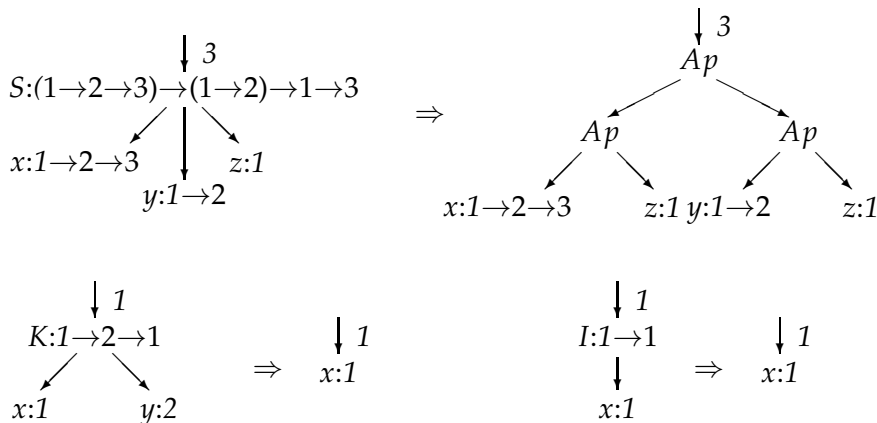 3 3
Ap
S:(1→2→3)→(1→2)→1→3 ⇒
Ap Ap
x:1→2→3 z:1
y:1→2 x:1→2→3 z:1 y:1→2 z:1
1 1
K:1→2→1 ⇒ 1 I:1→1 ⇒ 1
x:1 x:1
x:1 y:2 x:1